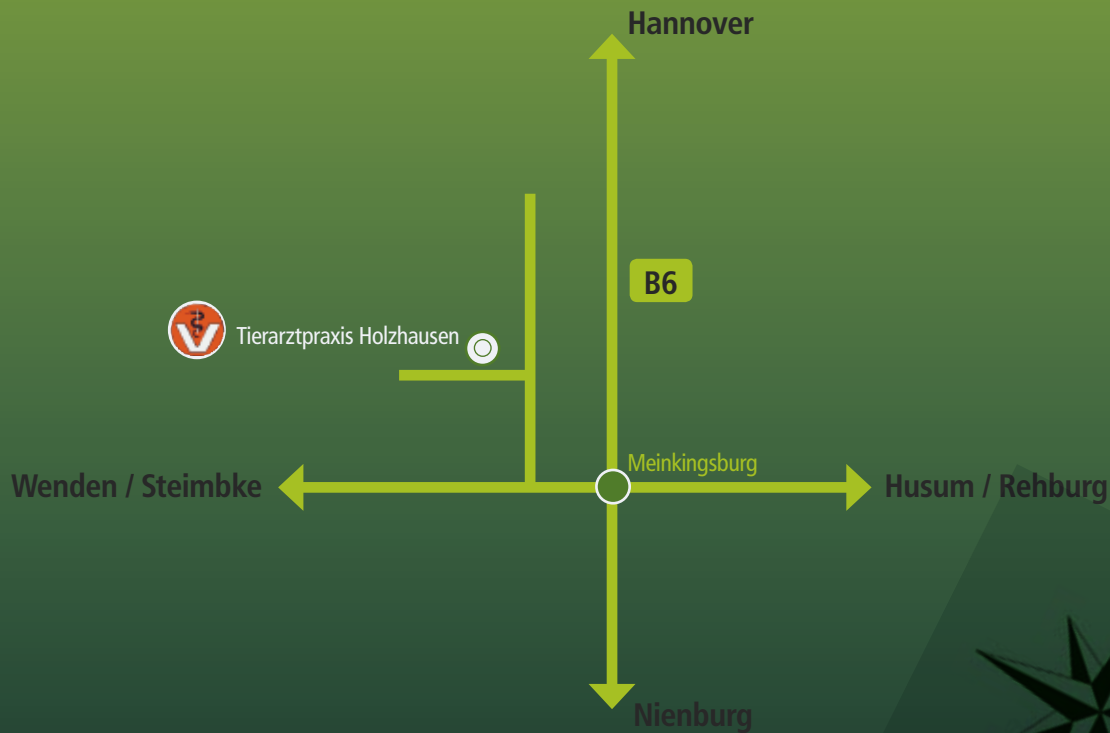 Hannover
B6
Tierarztpraxis Holzhausen
Meinkingsburg
Wenden / Steimbke
Husum / Rehburg
Nienburg